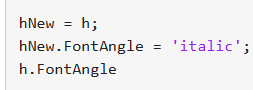 hNew = h;
hNew.FontAngle = 'italic';
h.FontAngle